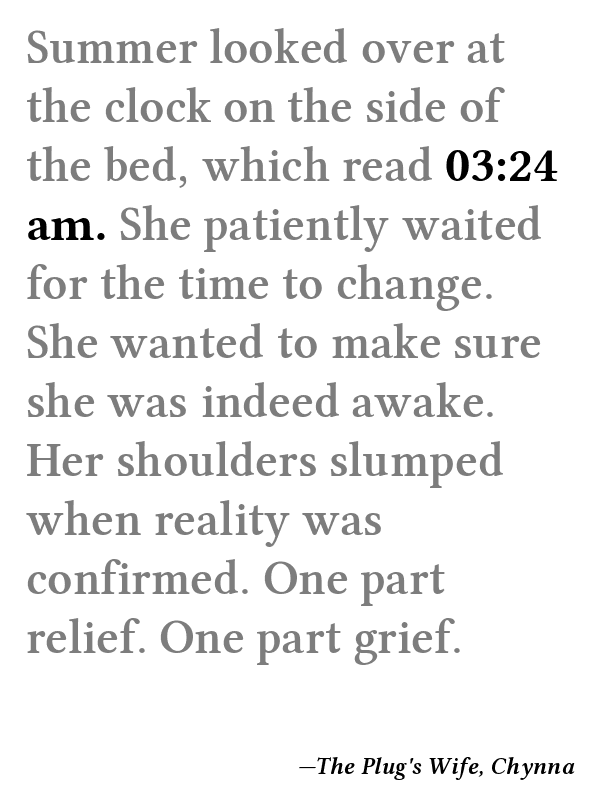 Summer looked over at
the clock on the side of
the bed, which read 03:24
am. She patiently waited
for the time to change.
She wanted to make sure
she was indeed awake.
Her shoulders slumped
when reality was
confirmed. One part
relief. One part grief.
—The Plug's Wife, Chynna